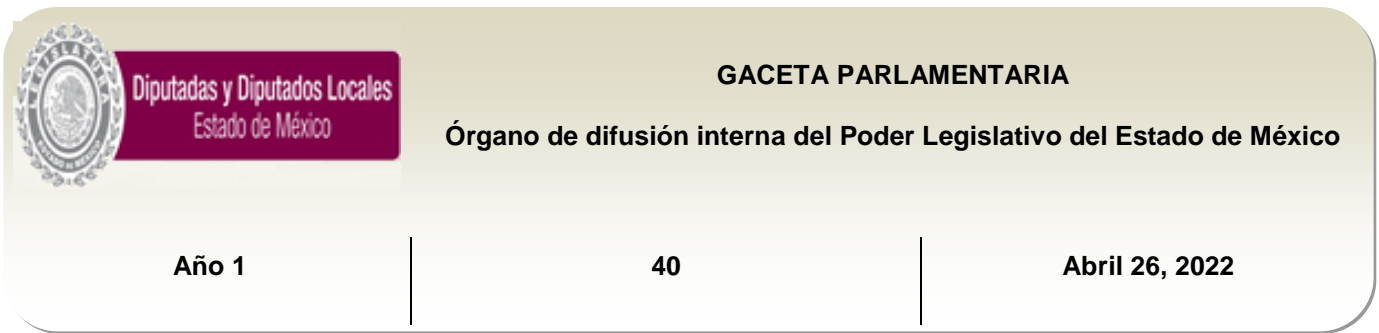 Diputadas y Diputados Locales
Estado de México
GACETA PARLAMENTARIA
Órgano de difusión interna del Poder Legislativo del Estado de México
Año 1
40
Abril 26, 2022
LEGISLATURA